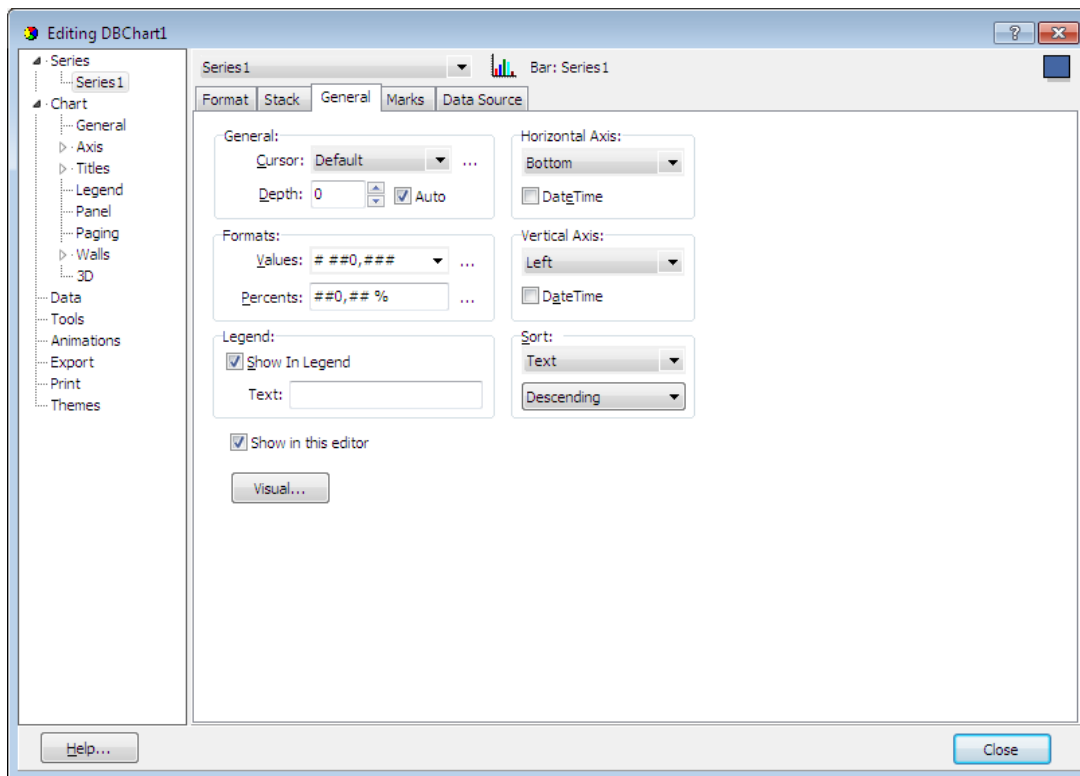 Editing DBChart1
?
Series
Series1
Chart
General
Axis
Titles
Legend
Panel
Paging
Walls
3D
Data
Tools
Animations
Export
Print
Themes
Series1
Bar: Series1
Format Stack General Marks Data Source
General:
Cursor: Default ...
Depth: 0 Auto
Horizontal Axis:
Bottom
DateTime
Formats:
Values: # ##0,### ...
Percents: ##0,## % ...
Vertical Axis:
Left
DateTime
Legend:
Show In Legend
Text:
Sort:
Text
Descending
Show in this editor
Visual...
Help...
Close